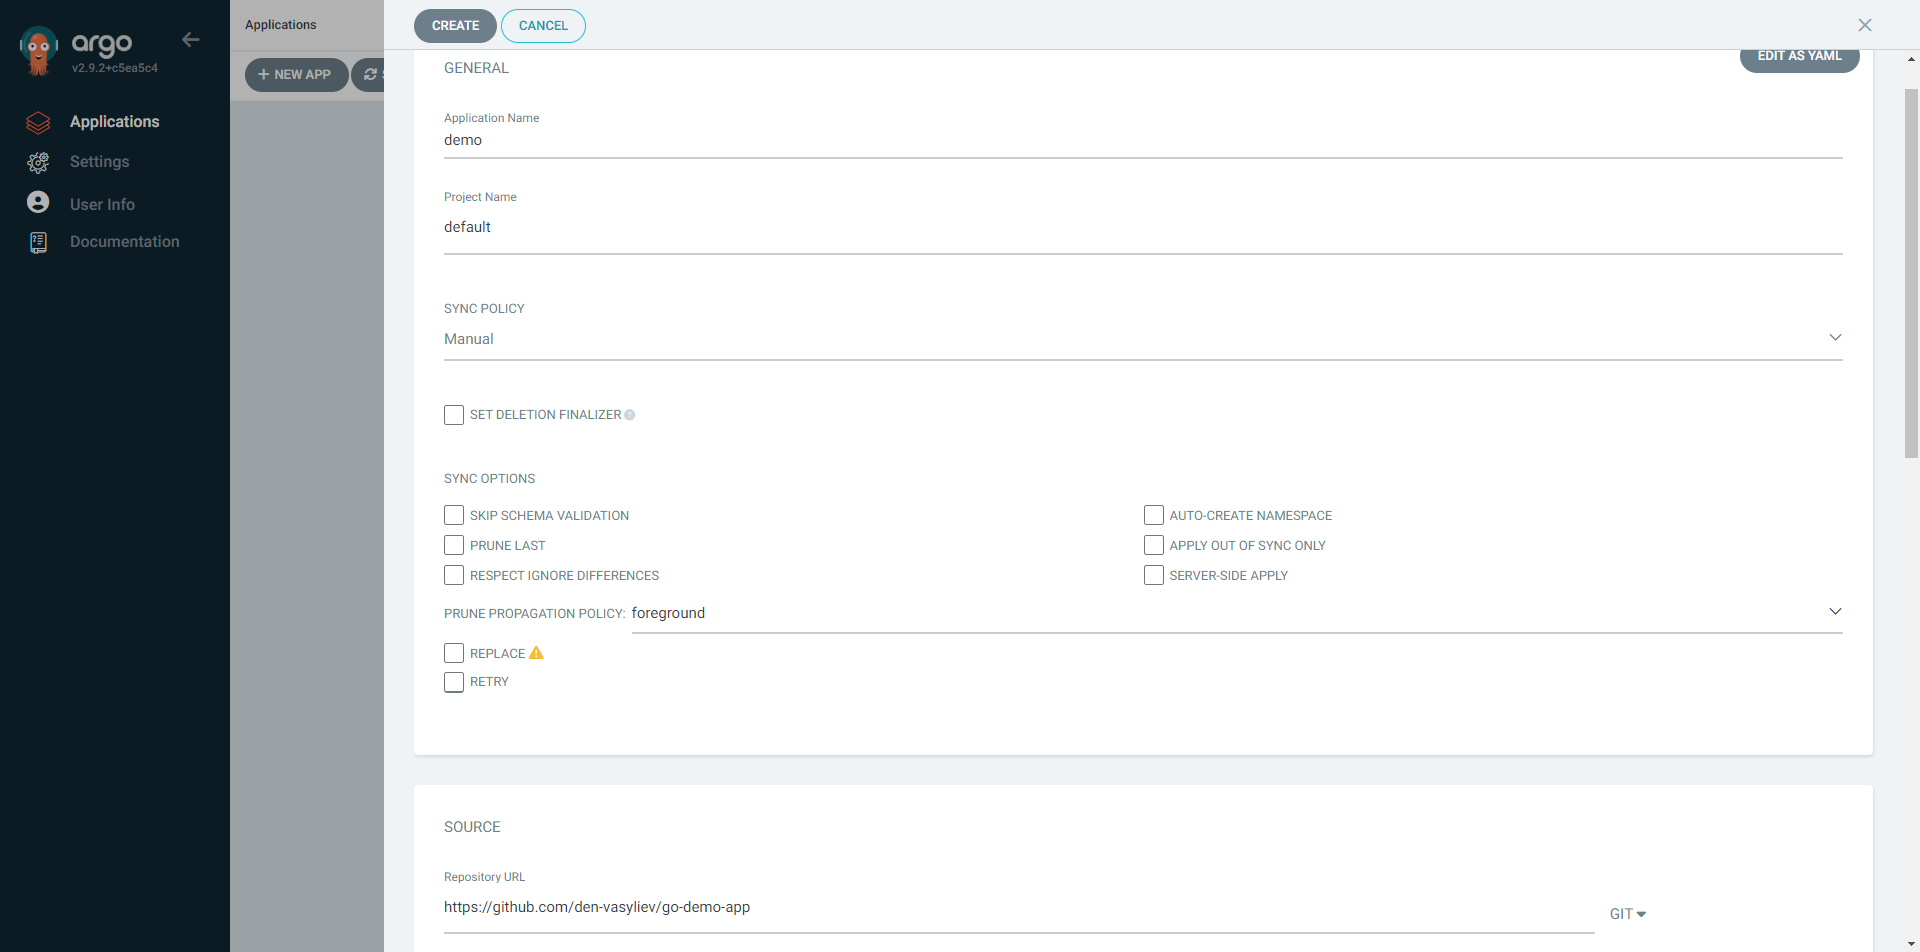 argo
v2.9.2+c5ea5c4
Applications
Settings
User Info
Documentation
Applications
NEW APP
CREATE
CANCEL
GENERAL
EDIT AS YAML
Application Name
demo
Project Name
default
SYNC POLICY
Manual
SET DELETION FINALIZER
SYNC OPTIONS
SKIP SCHEMA VALIDATION
AUTO-CREATE NAMESPACE
PRUNE LAST
APPLY OUT OF SYNC ONLY
RESPECT IGNORE DIFFERENCES
SERVER-SIDE APPLY
PRUNE PROPAGATION POLICY: foreground
REPLACE
RETRY
SOURCE
Repository URL
https://github.com/den-vasyliev/go-demo-app
GIT